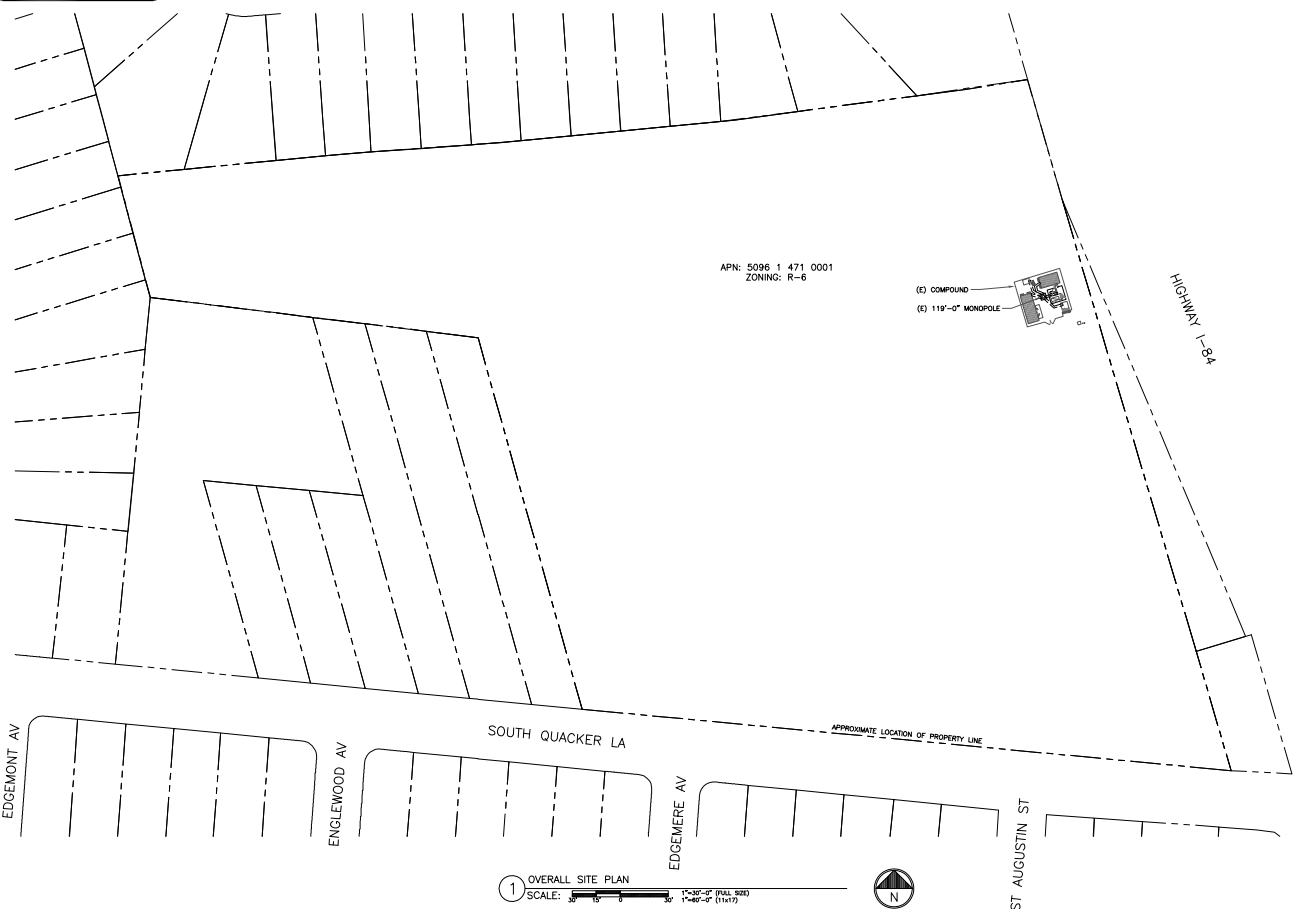 APN: 5096 1 471 0001
ZONING: R-6
(E) COMPOUND
(E) 119'-0" MONOPOLE
HIGHWAY I-84
APPROXIMATE LOCATION OF PROPERTY LINE
SOUTH QUACKER LA
EDGEMONT AV
ENGLEWOOD AV
EDGEMERE AV
ST AUGUSTIN ST
1
OVERALL SITE PLAN
SCALE:
30' 15' 0 30'
1"=30'-0" (FULL SIZE)
1"=60'-0" (11x17)
N